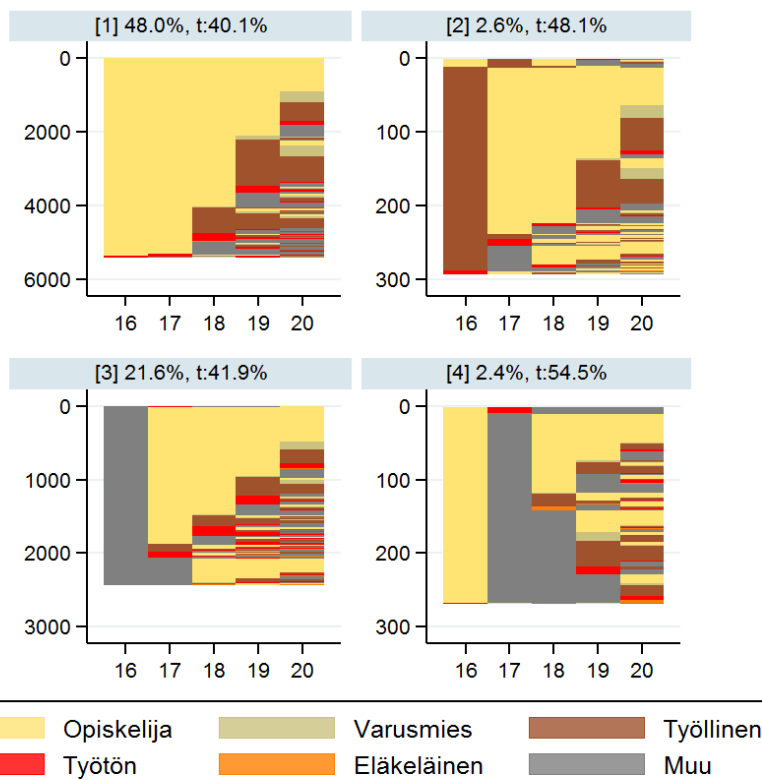 [1] 48.0%, t:40.1%
[2] 2.6%, t:48.1%
0
2000
4000
6000
16 17 18 19 20
0
100
200
300
16 17 18 19 20
[3] 21.6%, t:41.9%
[4] 2.4%, t:54.5%
0
1000
2000
3000
16 17 18 19 20
0
100
200
300
16 17 18 19 20
Opiskelija Varusmies Työllinen
Työtön Eläkeläinen Muu